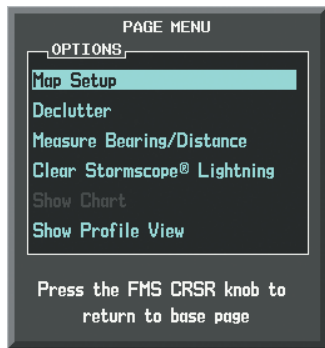 PAGE MENU
OPTIONS
Map Setup
Declutter
Measure Bearing/Distance
Clear Stormscope® Lightning
Show Chart
Show Profile View
Press the FMS CRSR knob to
return to base page